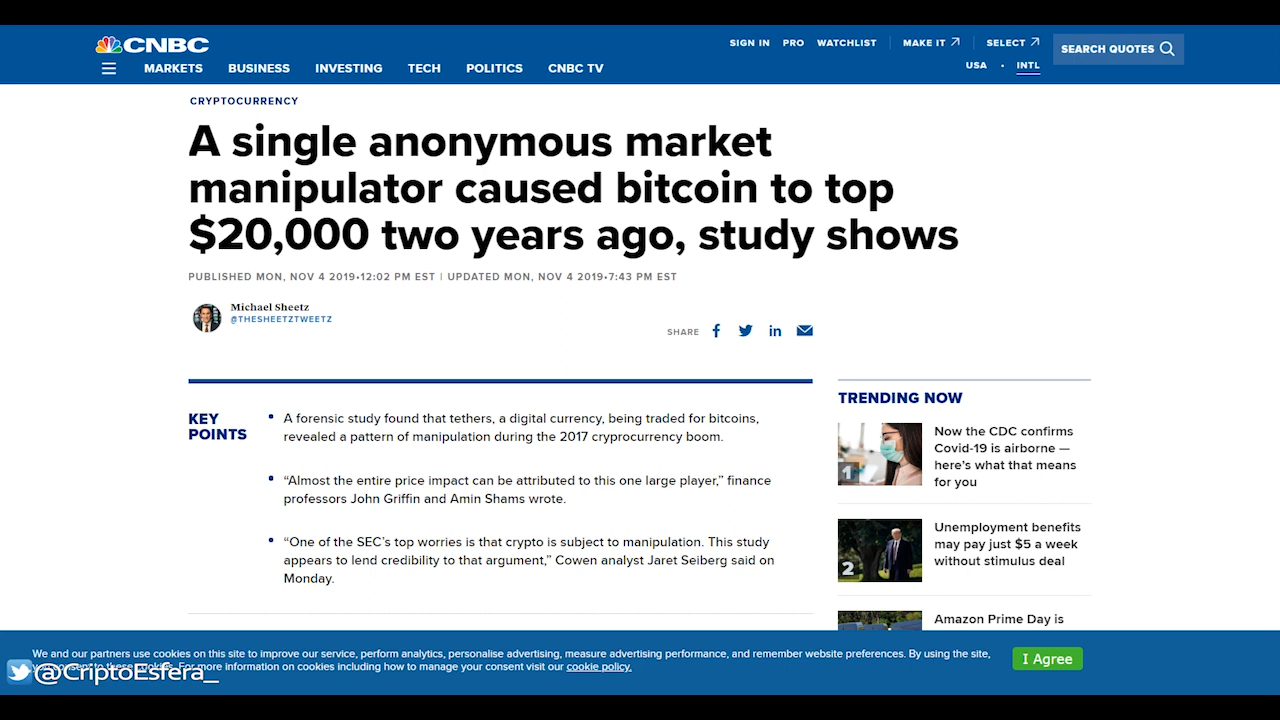 CNBC
SIGN IN PRO WATCHLIST MAKE IT SELECT
USA • INTL
SEARCH QUOTES
MARKETS BUSINESS INVESTING TECH POLITICS CNBC TV
CRYPTOCURRENCY
A single anonymous market
manipulator caused bitcoin to top
$20,000 two years ago, study shows
PUBLISHED MON, NOV 4 2019•12:02 PM EST | UPDATED MON, NOV 4 2019•7:43 PM EST
Michael Sheetz
@THESHEETZTWEETZ
SHARE
KEY
POINTS
• A forensic study found that tethers, a digital currency, being traded for bitcoins,
revealed a pattern of manipulation during the 2017 cryprocurrency boom.
• “Almost the entire price impact can be attributed to this one large player,” finance
professors John Griffin and Amin Shams wrote.
• “One of the SEC’s top worries is that crypto is subject to manipulation. This study
appears to lend credibility to that argument,” Cowen analyst Jaret Seiberg said on
Monday.
TRENDING NOW
1
Now the CDC confirms
Covid-19 is airborne —
here’s what that means
for you
2
Unemployment benefits
may pay just $5 a week
without stimulus deal
Amazon Prime Day is
We and our partners use cookies on this site to improve our service, perform analytics, personalise advertising, measure advertising performance, and remember website preferences. By using the site,
consent to these cookies. For more information on cookies including how to manage your consent visit our cookie policy.
I Agree
@CriptoEsfera_